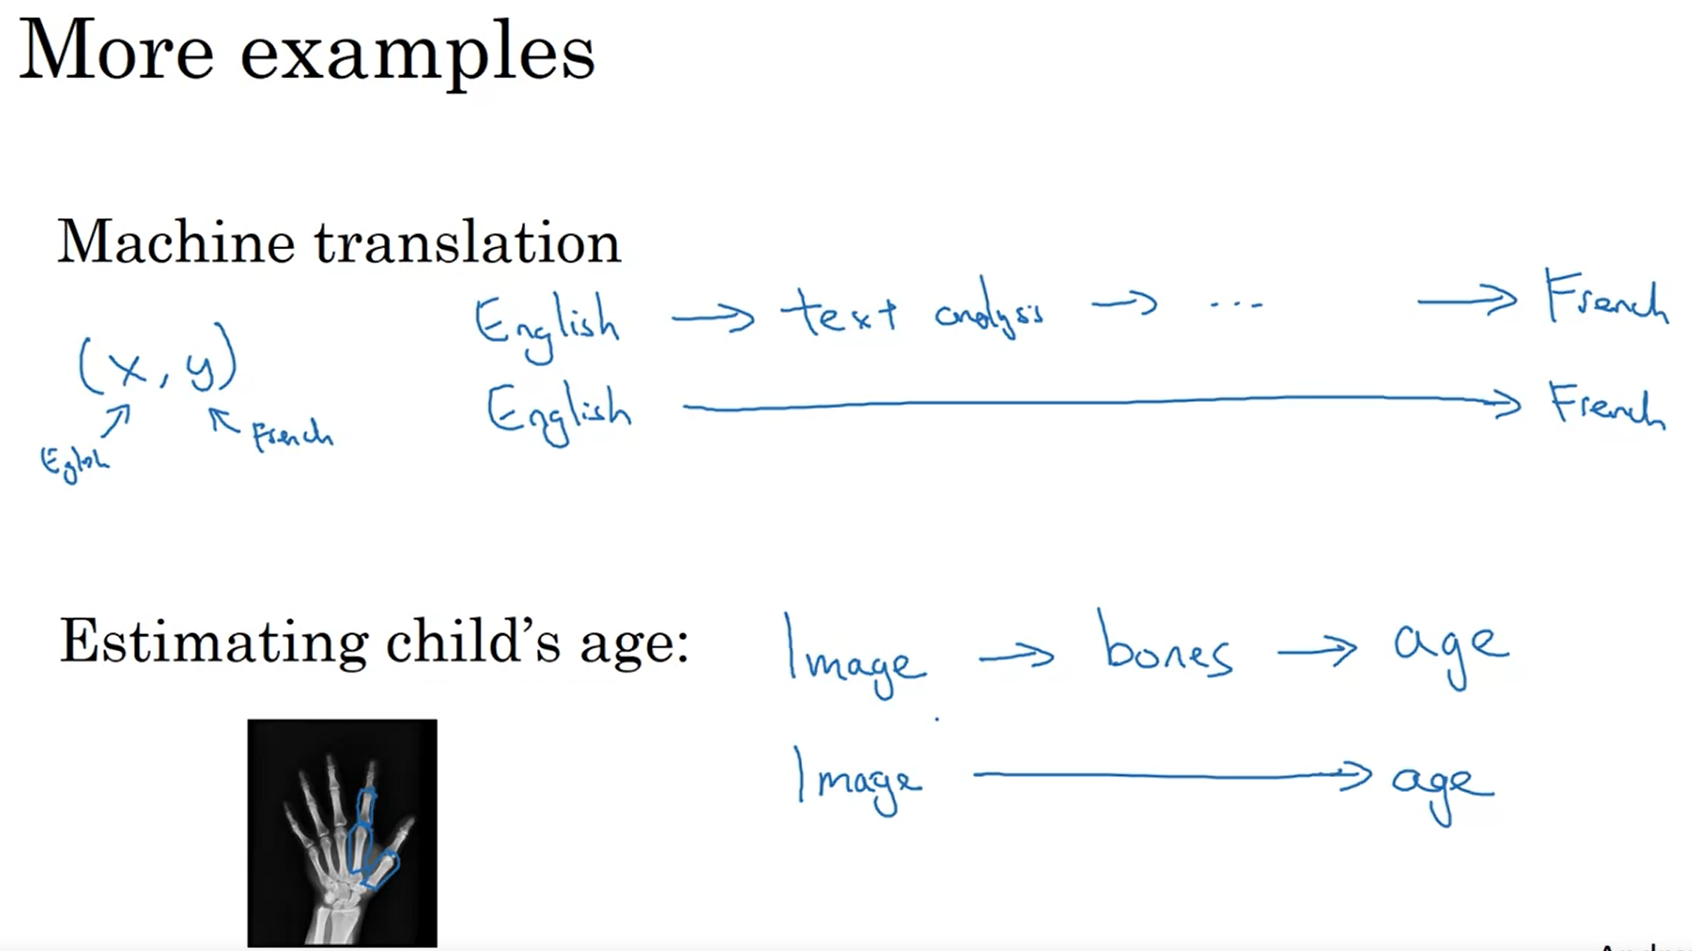 More examples
Machine translation
English → text analysis → ... → French
(x, y)
English → French
Eglish
French
Estimating child's age:
Image → bones → age
Image → age